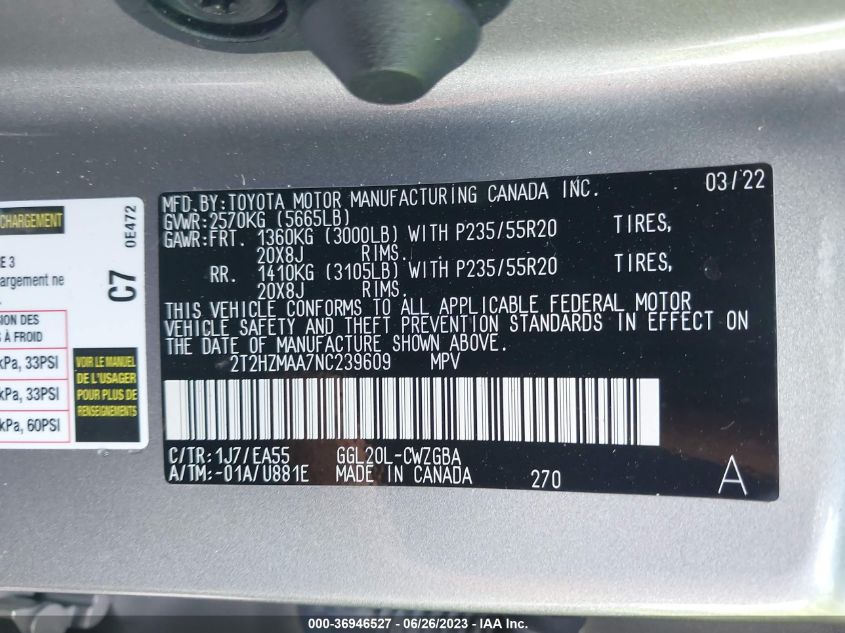 CHARGEMENT
E 3
argement ne
ION DES
À FROID
kPa, 33PSI
kPa, 33PSI
kPa, 60PSI
VOIR LE MANUEL
DE L'USAGER
POUR PLUS DE
RENSEIGNEMENTS
C7
0E472
MFD.BY:TOYOTA MOTOR MANUFACTURING CANADA INC. 03/22
GVWR:2570KG (5665LB)
GAWR:FRT. 1360KG (3000LB) WITH P235/55R20 TIRES,
20X8J RIMS.
RR. 1410KG (3105LB) WITH P235/55R20 TIRES,
20X8J RIMS.
THIS VEHICLE CONFORMS TO ALL APPLICABLE FEDERAL MOTOR
VEHICLE SAFETY AND THEFT PREVENTION STANDARDS IN EFFECT ON
THE DATE OF MANUFACTURE SHOWN ABOVE.
2T2HZMAA7NC239609 MPV
C/TR:1J7/EA55 GGL20L-CWZGBA
A/TM:-01A/U881E MADE IN CANADA 270 A
000-36946527 - 06/26/2023 - IAA Inc.